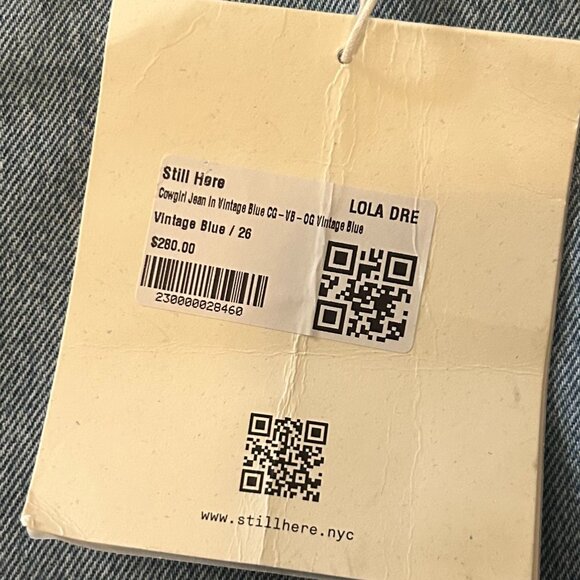 Still Here
Cowgirl Jean In Vintage Blue CG-VB-OG Vintage Blue
LOLA DRE
Vintage Blue / 26
$280.00
230000028460
www.stillhere.nyc